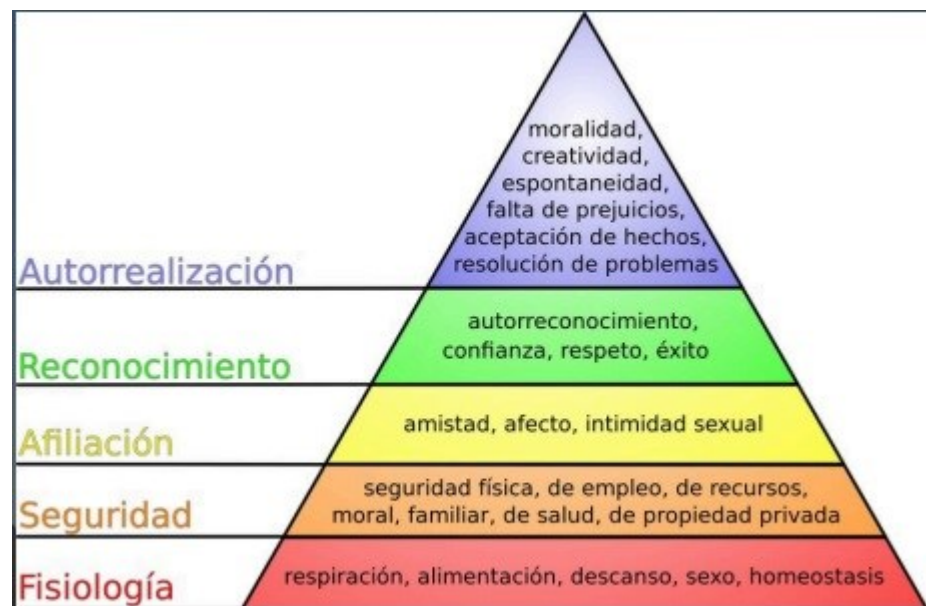 moralidad,
creatividad,
espontaneidad,
falta de prejuicios,
aceptación de hechos,
resolución de problemas
Autorrealización
autorreconocimiento,
confianza, respeto, éxito
Reconocimiento
amistad, afecto, intimidad sexual
Afiliación
seguridad física, de empleo, de recursos,
moral, familiar, de salud, de propiedad privada
Seguridad
respiración, alimentación, descanso, sexo, homeostasis
Fisiología